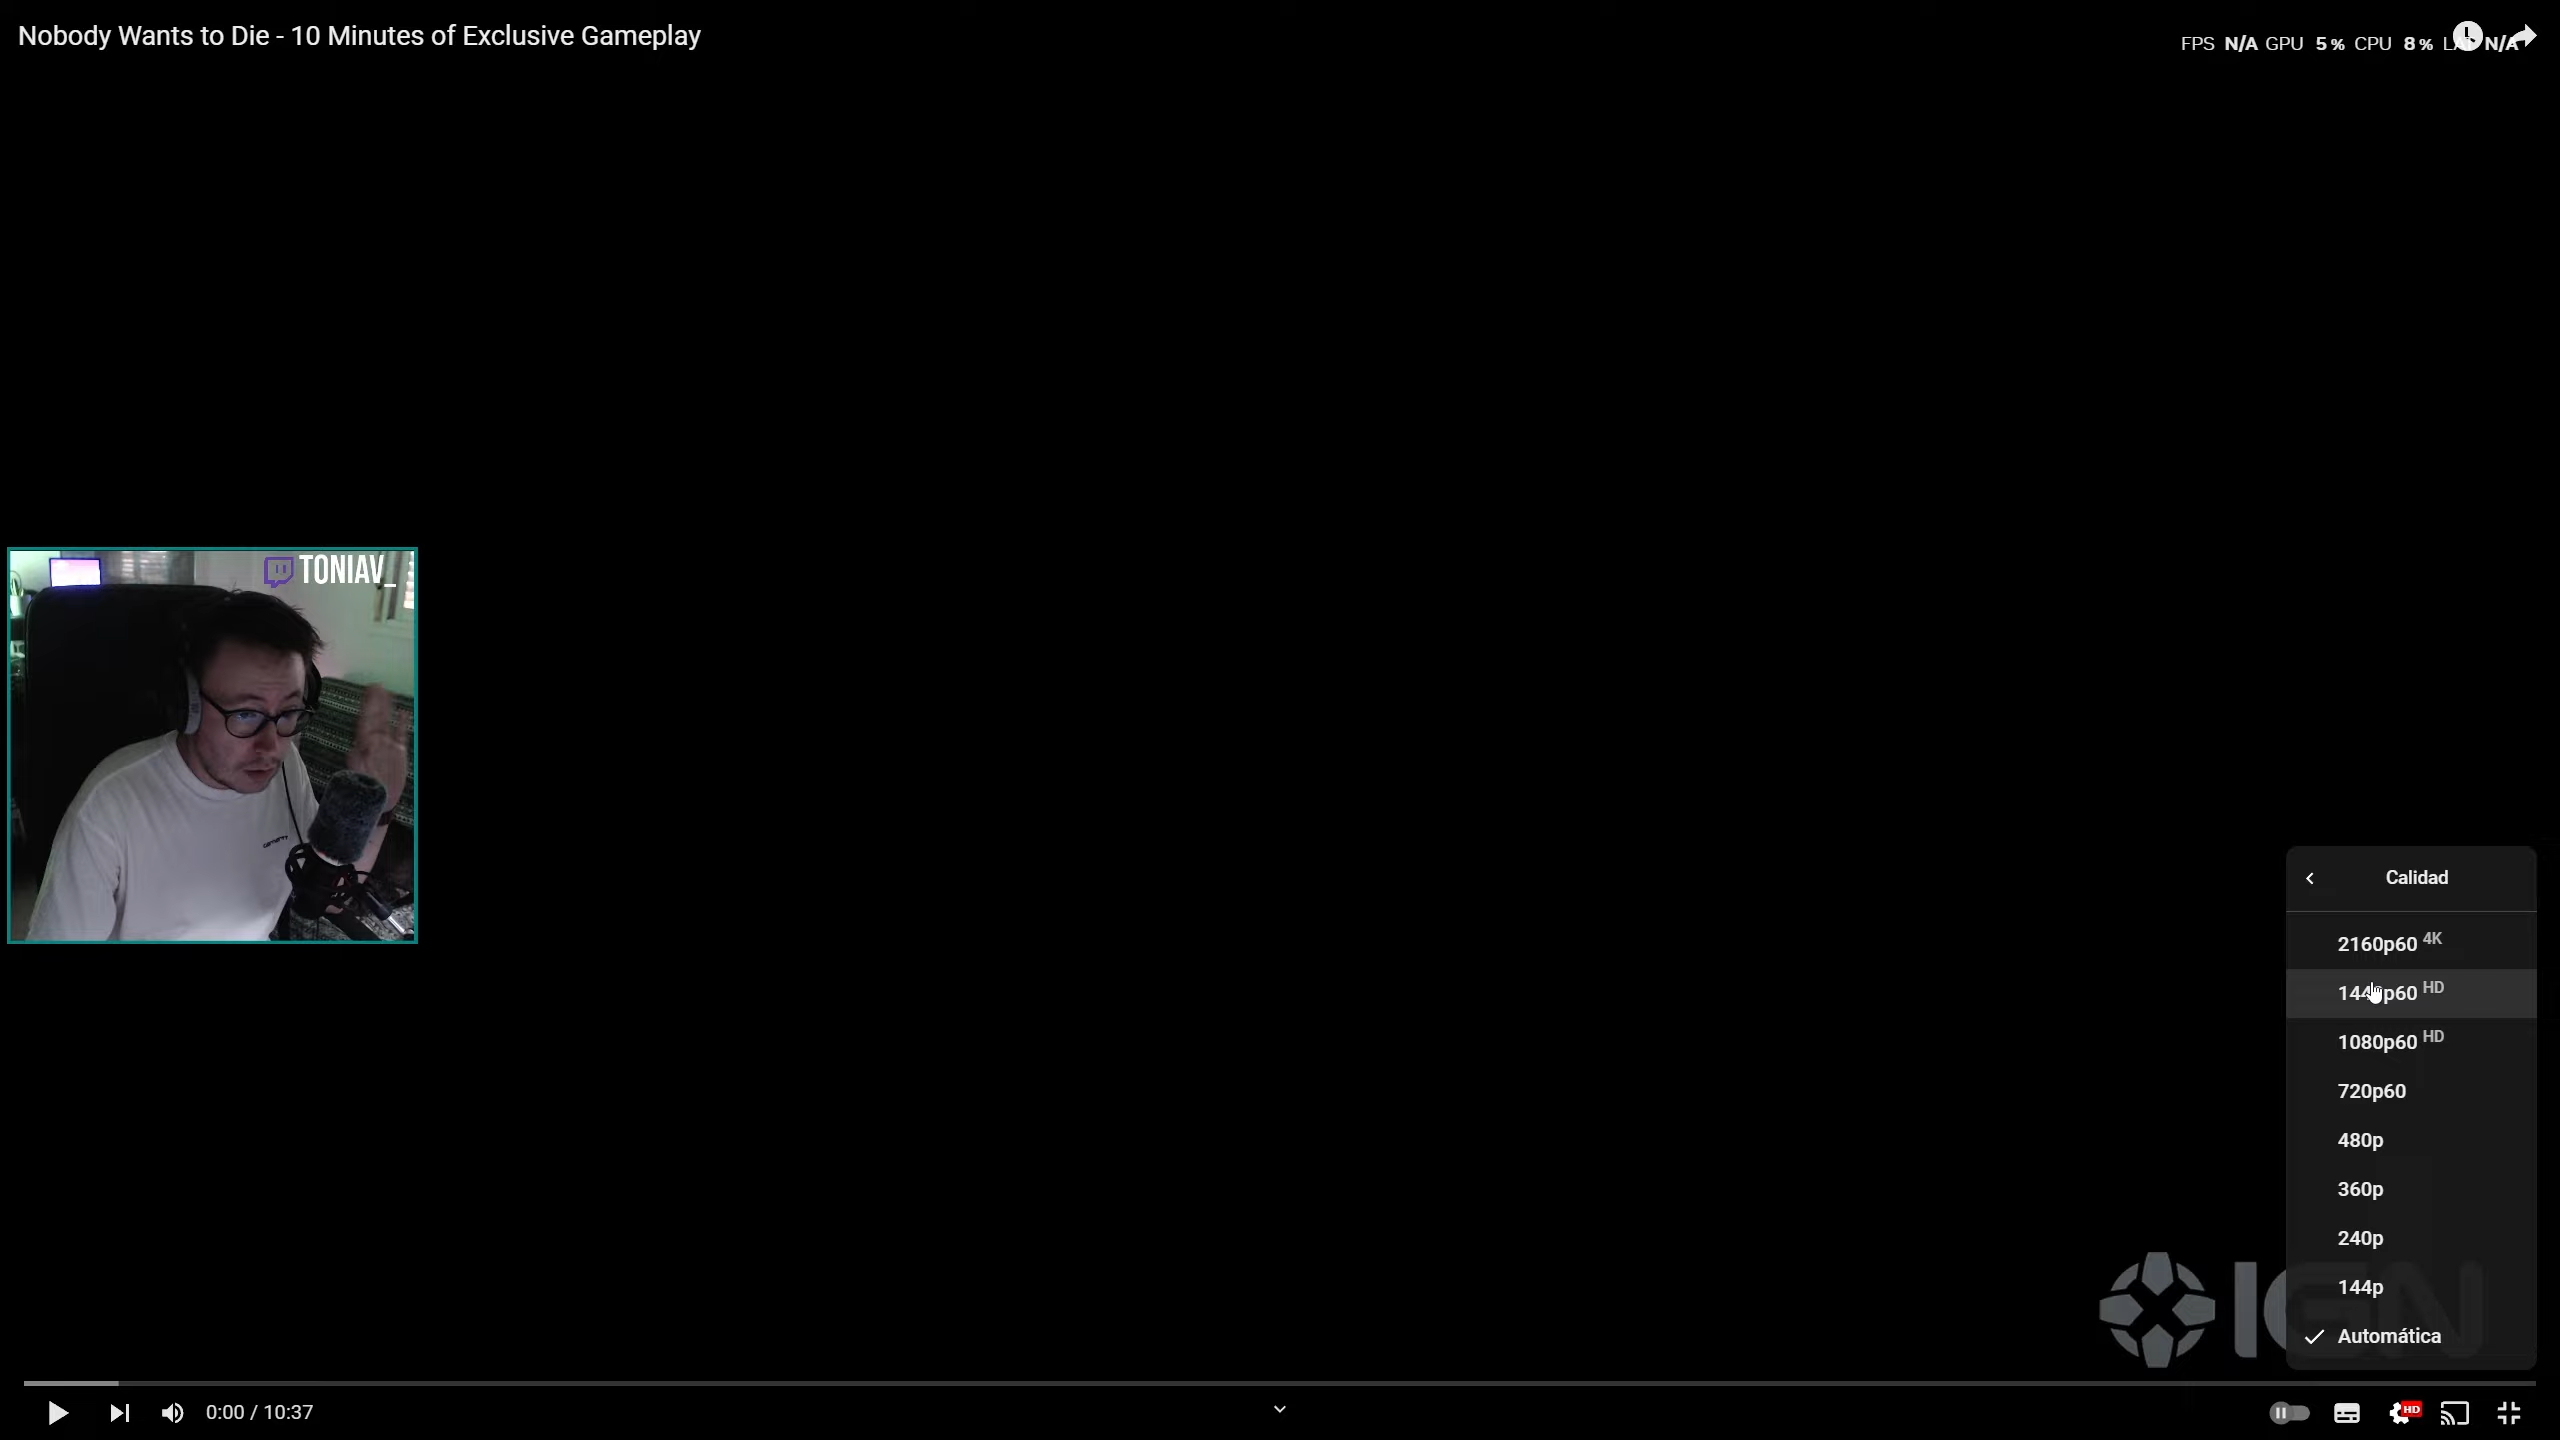 Nobody Wants to Die - 10 Minutes of Exclusive Gameplay
FPS N/A GPU 5% CPU 8% N/A
TONIAV_
Calidad
2160p60 4K
1440p60 HD
1080p60 HD
720p60
480p
360p
240p
144p
Automática
IGN
0:00 / 10:37
HD